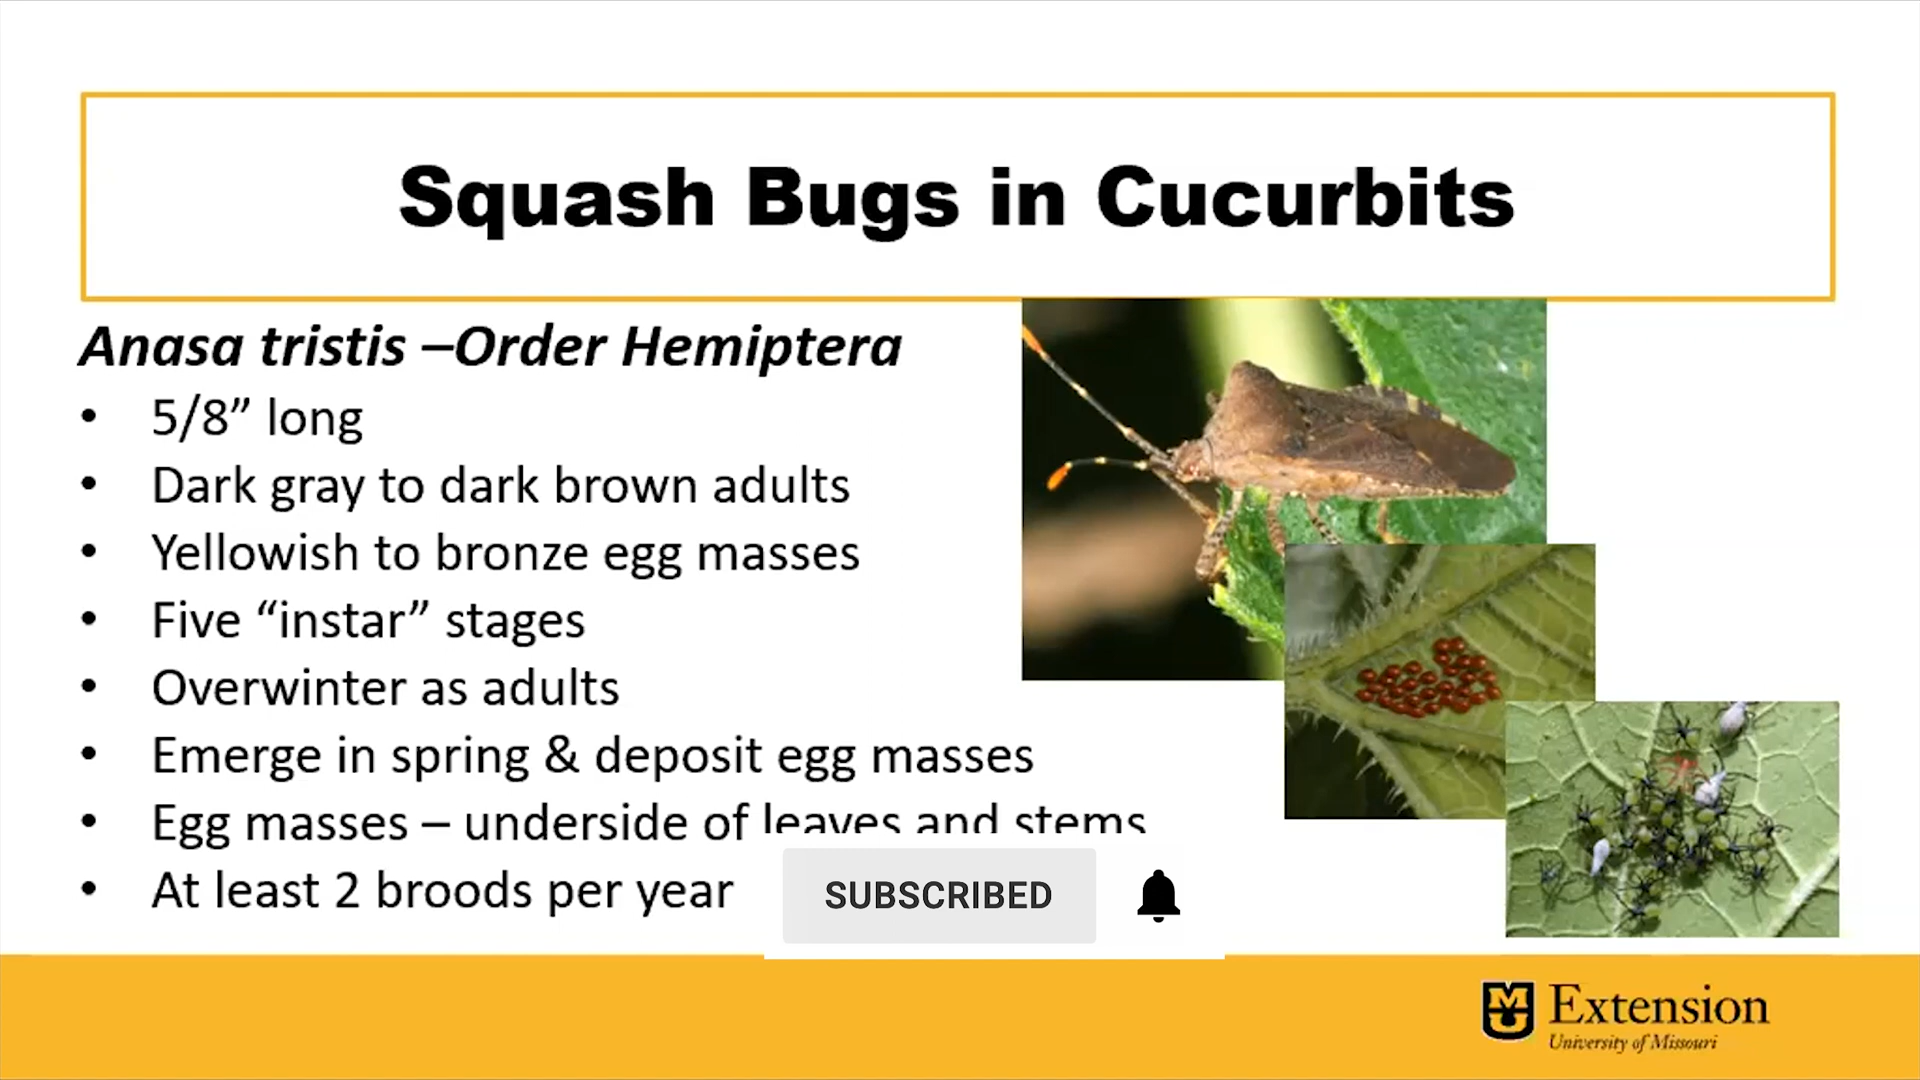 Squash Bugs in Cucurbits
Anasa tristis –Order Hemiptera
• 5/8” long
• Dark gray to dark brown adults
• Yellowish to bronze egg masses
• Five “instar” stages
• Overwinter as adults
• Emerge in spring & deposit egg masses
• Egg masses – underside of leaves and stems
• At least 2 broods per year
SUBSCRIBED
MU Extension
University of Missouri